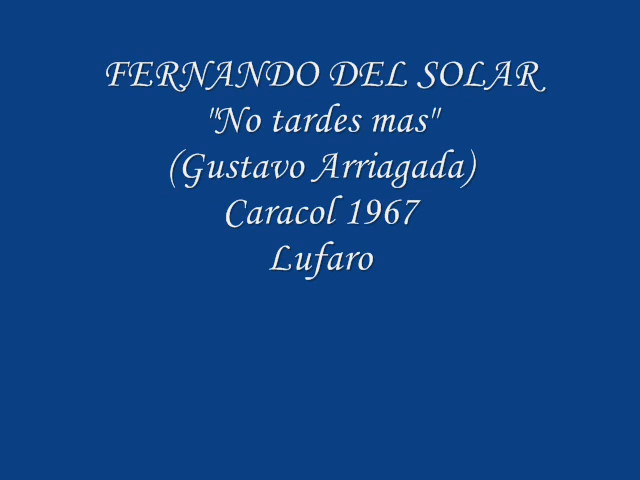 FERNANDO DEL SOLAR
"No tardes mas"
(Gustavo Arriagada)
Caracol 1967
Lufaro